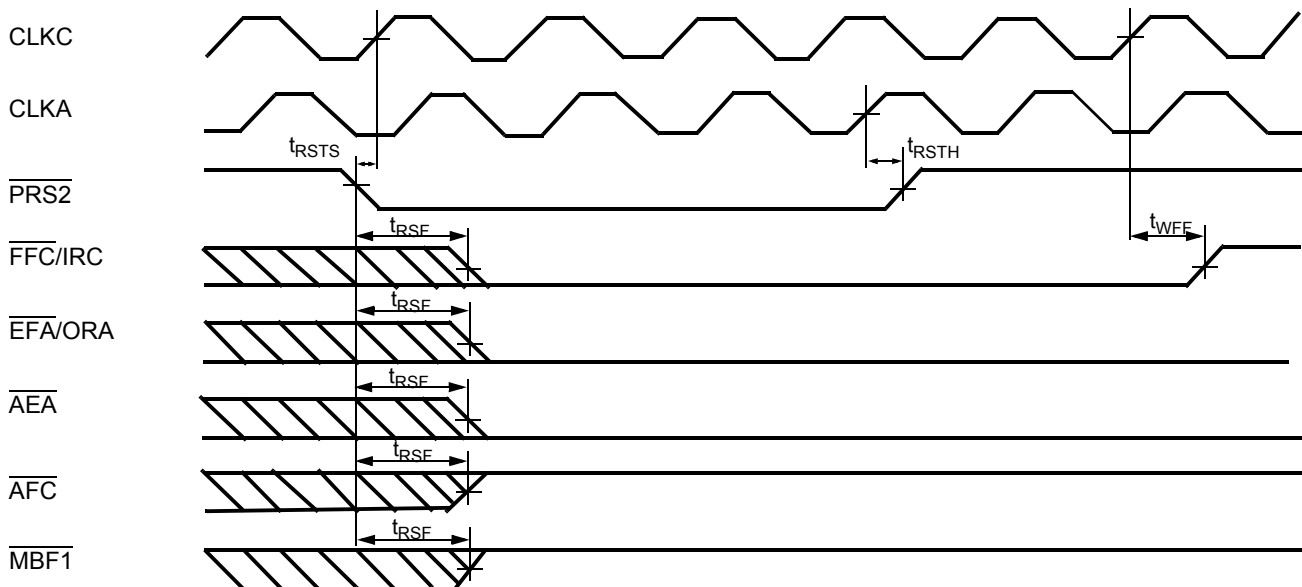 CLKC
CLKA
tRSTS
tRSTH
PRS2
tRSF
tWFF
FFC/IRC
tRSF
EFA/ORA
tRSF
AEA
tRSF
AFC
tRSF
MBF1